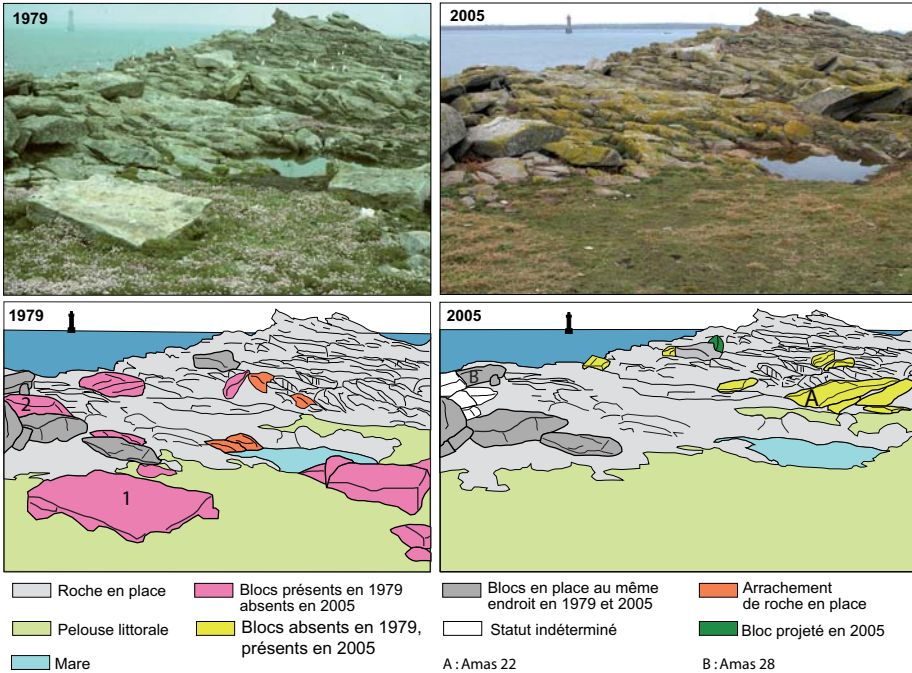 1979
2005
1979
2005
B
2
A
1
Roche en place
Blocs présents en 1979
absents en 2005
Blocs en place au même
endroit en 1979 et 2005
Arrachement
de roche en place
Pelouse littorale
Blocs absents en 1979,
présents en 2005
Statut indéterminé
Bloc projeté en 2005
Mare
A : Amas 22
B : Amas 28